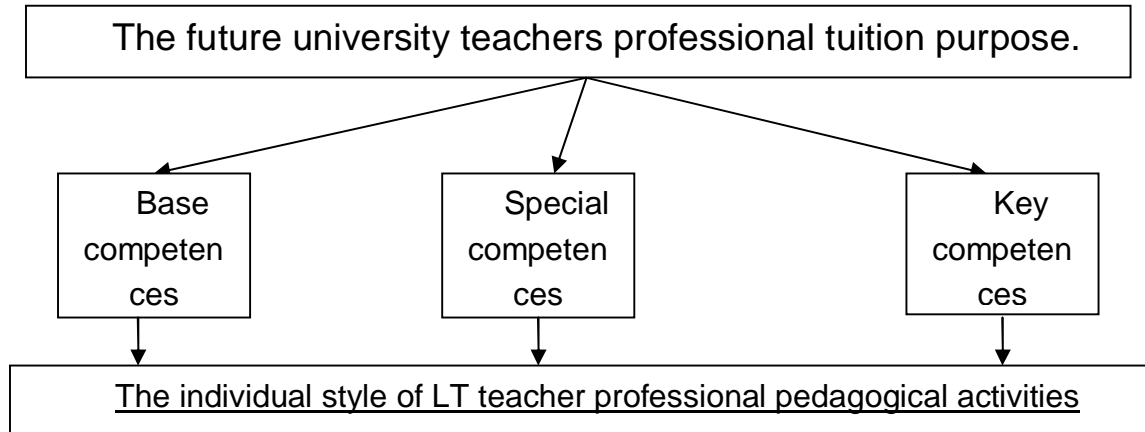 The future university teachers professional tuition purpose.
Base
competen
ces
Special
competen
ces
Key
competen
ces
The individual style of LT teacher professional pedagogical activities